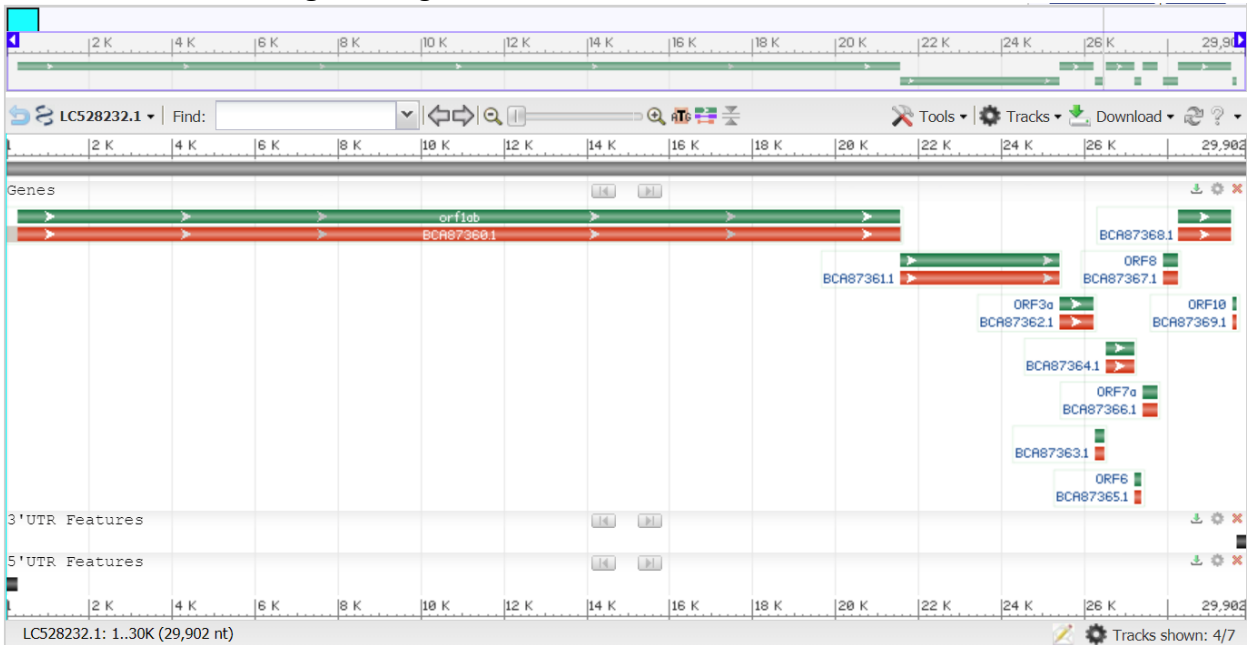 2 K 4 K 6 K 8 K 10 K 12 K 14 K 16 K 18 K 20 K 22 K 24 K 26 K 29,90
LC528232.1 Find: ATG Tools Tracks Download ?
1 2 K 4 K 6 K 8 K 10 K 12 K 14 K 16 K 18 K 20 K 22 K 24 K 26 K 29,902
Genes
orf1ab
BCA87360.1 BCA87368.1
ORF8
BCA87361.1 BCA87367.1
ORF3a ORF10
BCA87362.1 BCA87369.1
BCA87364.1
ORF7a
BCA87366.1
BCA87363.1
ORF6
BCA87365.1
3'UTR Features
5'UTR Features
1 2 K 4 K 6 K 8 K 10 K 12 K 14 K 16 K 18 K 20 K 22 K 24 K 26 K 29,902
LC528232.1: 1..30K (29,902 nt) Tracks shown: 4/7